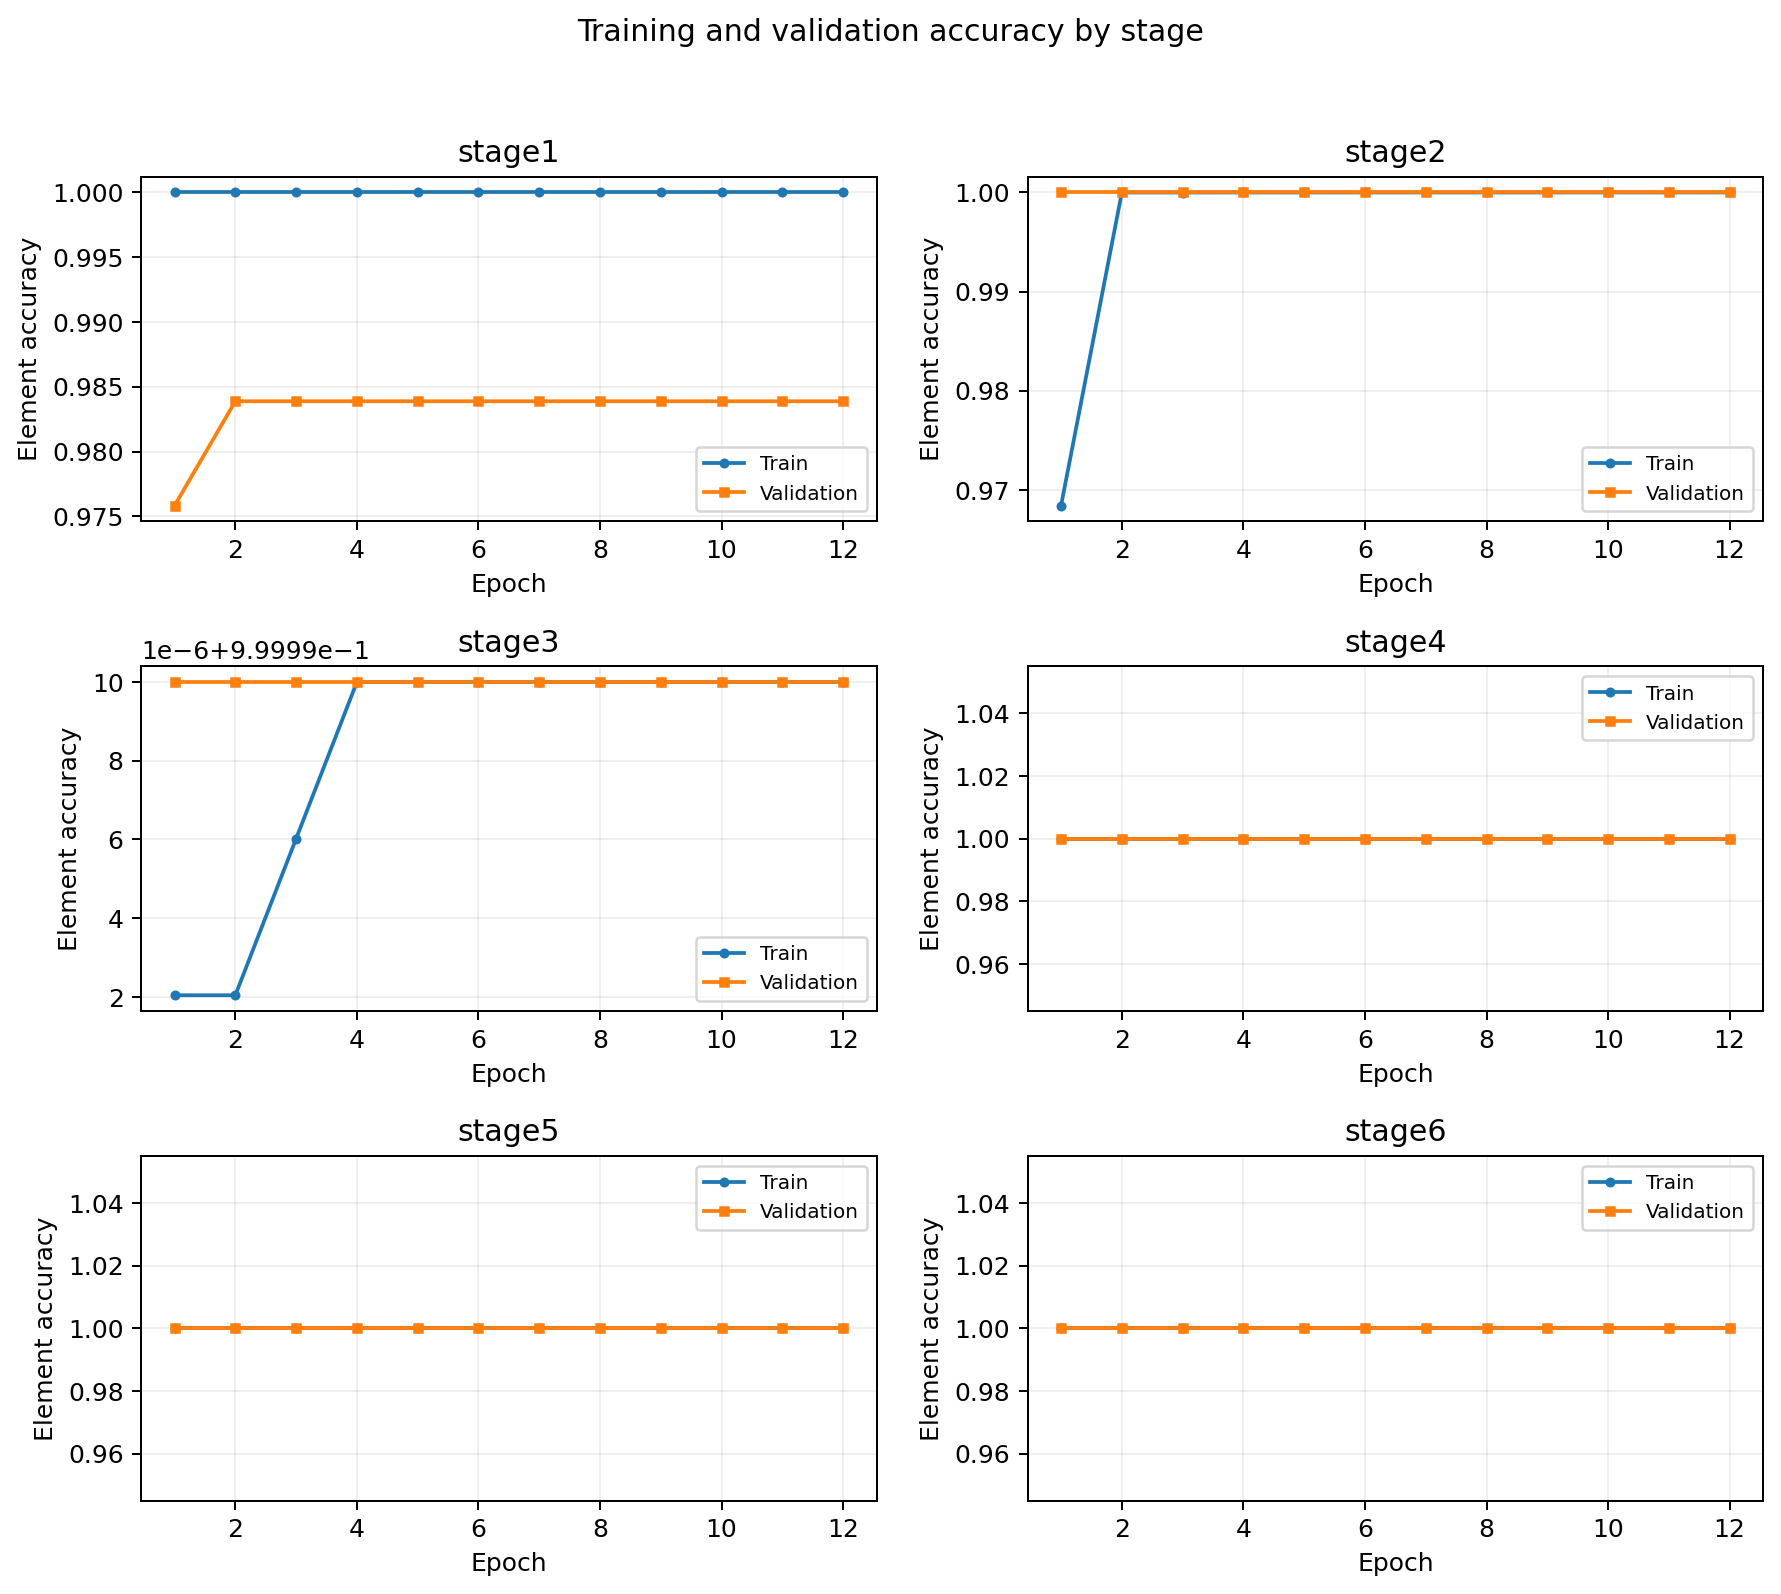 Training and validation accuracy by stage
stage1
1.000
0.995
0.990
0.985
0.980
0.975
Element accuracy
Train
Validation
2 4 6 8 10 12
Epoch
stage2
1.00
0.99
0.98
0.97
Element accuracy
Train
Validation
2 4 6 8 10 12
Epoch
1e−6+9.9999e−1
stage3
10
8
6
4
2
Element accuracy
Train
Validation
2 4 6 8 10 12
Epoch
stage4
1.04
1.02
1.00
0.98
0.96
Element accuracy
Train
Validation
2 4 6 8 10 12
Epoch
stage5
1.04
1.02
1.00
0.98
0.96
Element accuracy
Train
Validation
2 4 6 8 10 12
Epoch
stage6
1.04
1.02
1.00
0.98
0.96
Element accuracy
Train
Validation
2 4 6 8 10 12
Epoch